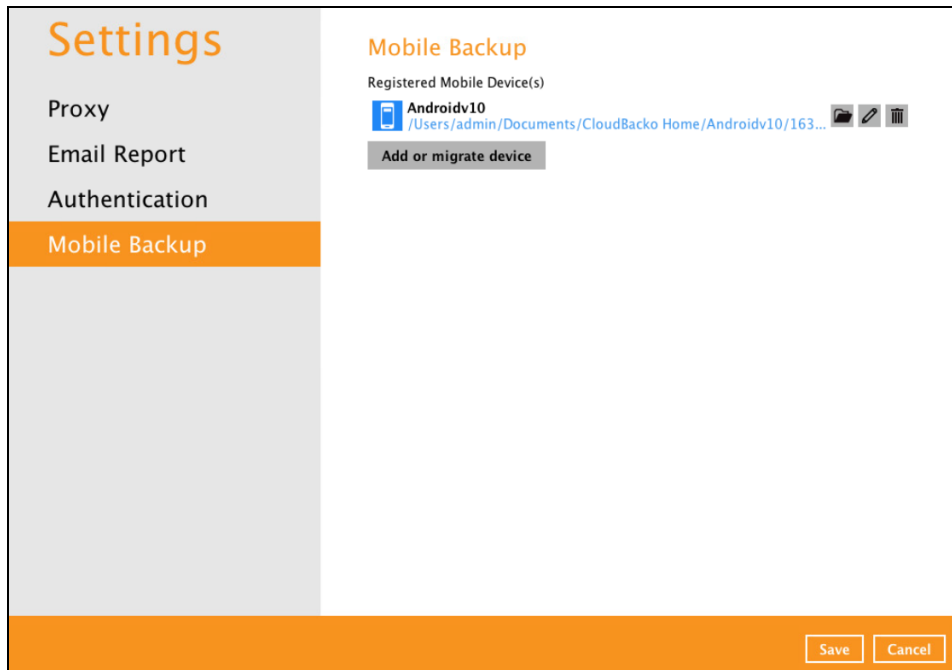 Settings
Proxy
Email Report
Authentication
Mobile Backup
Mobile Backup
Registered Mobile Device(s)
Androidv10
/Users/admin/Documents/CloudBacko Home/Androidv10/163...
Add or migrate device
Save
Cancel